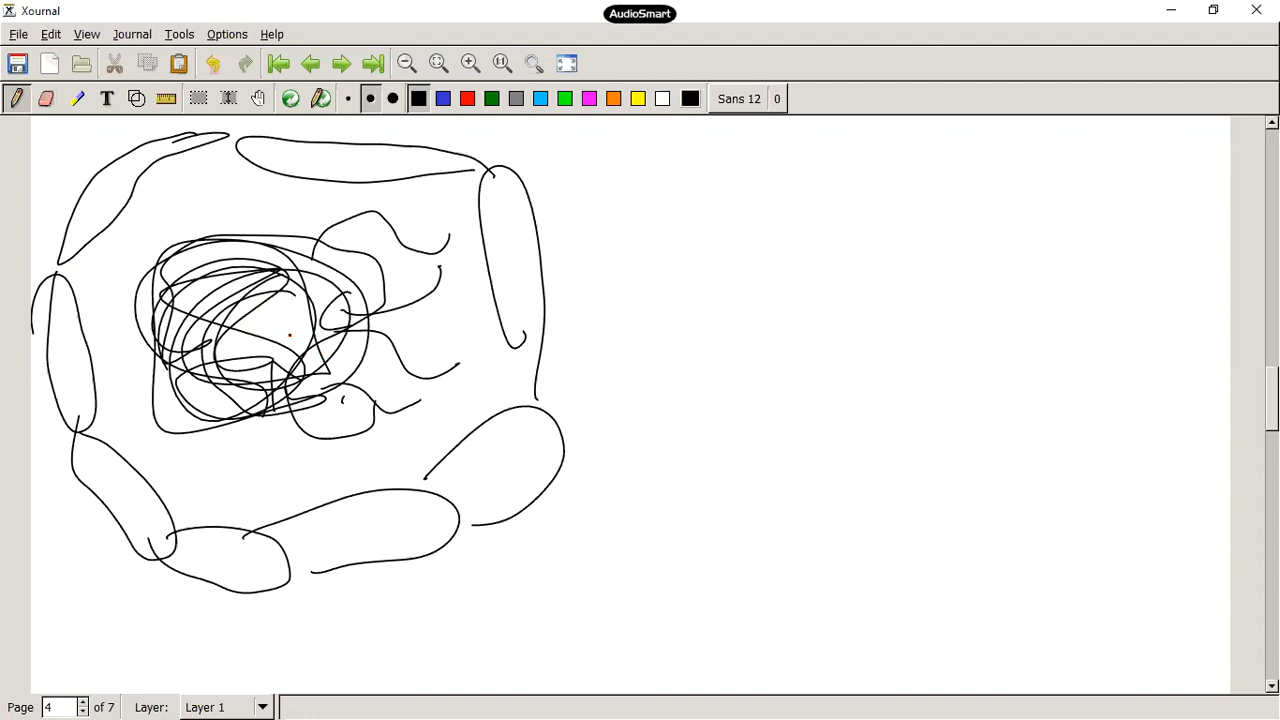 Xournal
AudioSmart
File Edit View Journal Tools Options Help
Sans 12 0
Page 4 of 7 Layer: Layer 1